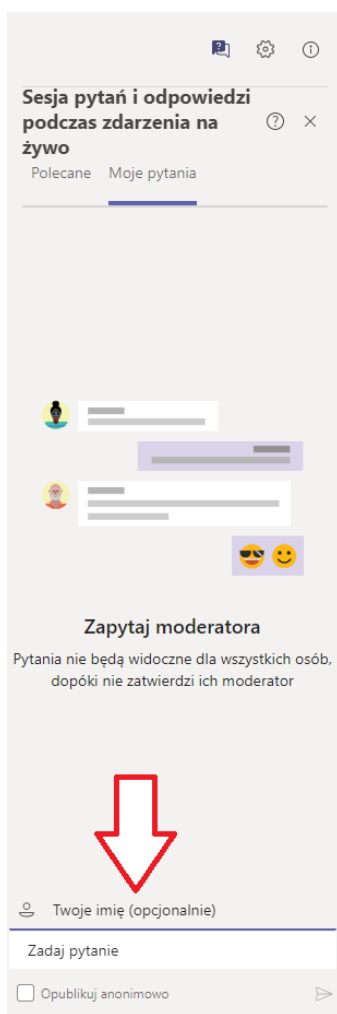 Sesja pytań i odpowiedzi
podczas zdarzenia na
żywo
Polecane Moje pytania
Zapytaj moderatora
Pytania nie będą widoczne dla wszystkich osób,
dopóki nie zatwierdzi ich moderator
Twoje imię (opcjonalnie)
Zadaj pytanie
Opublikuj anonimowo